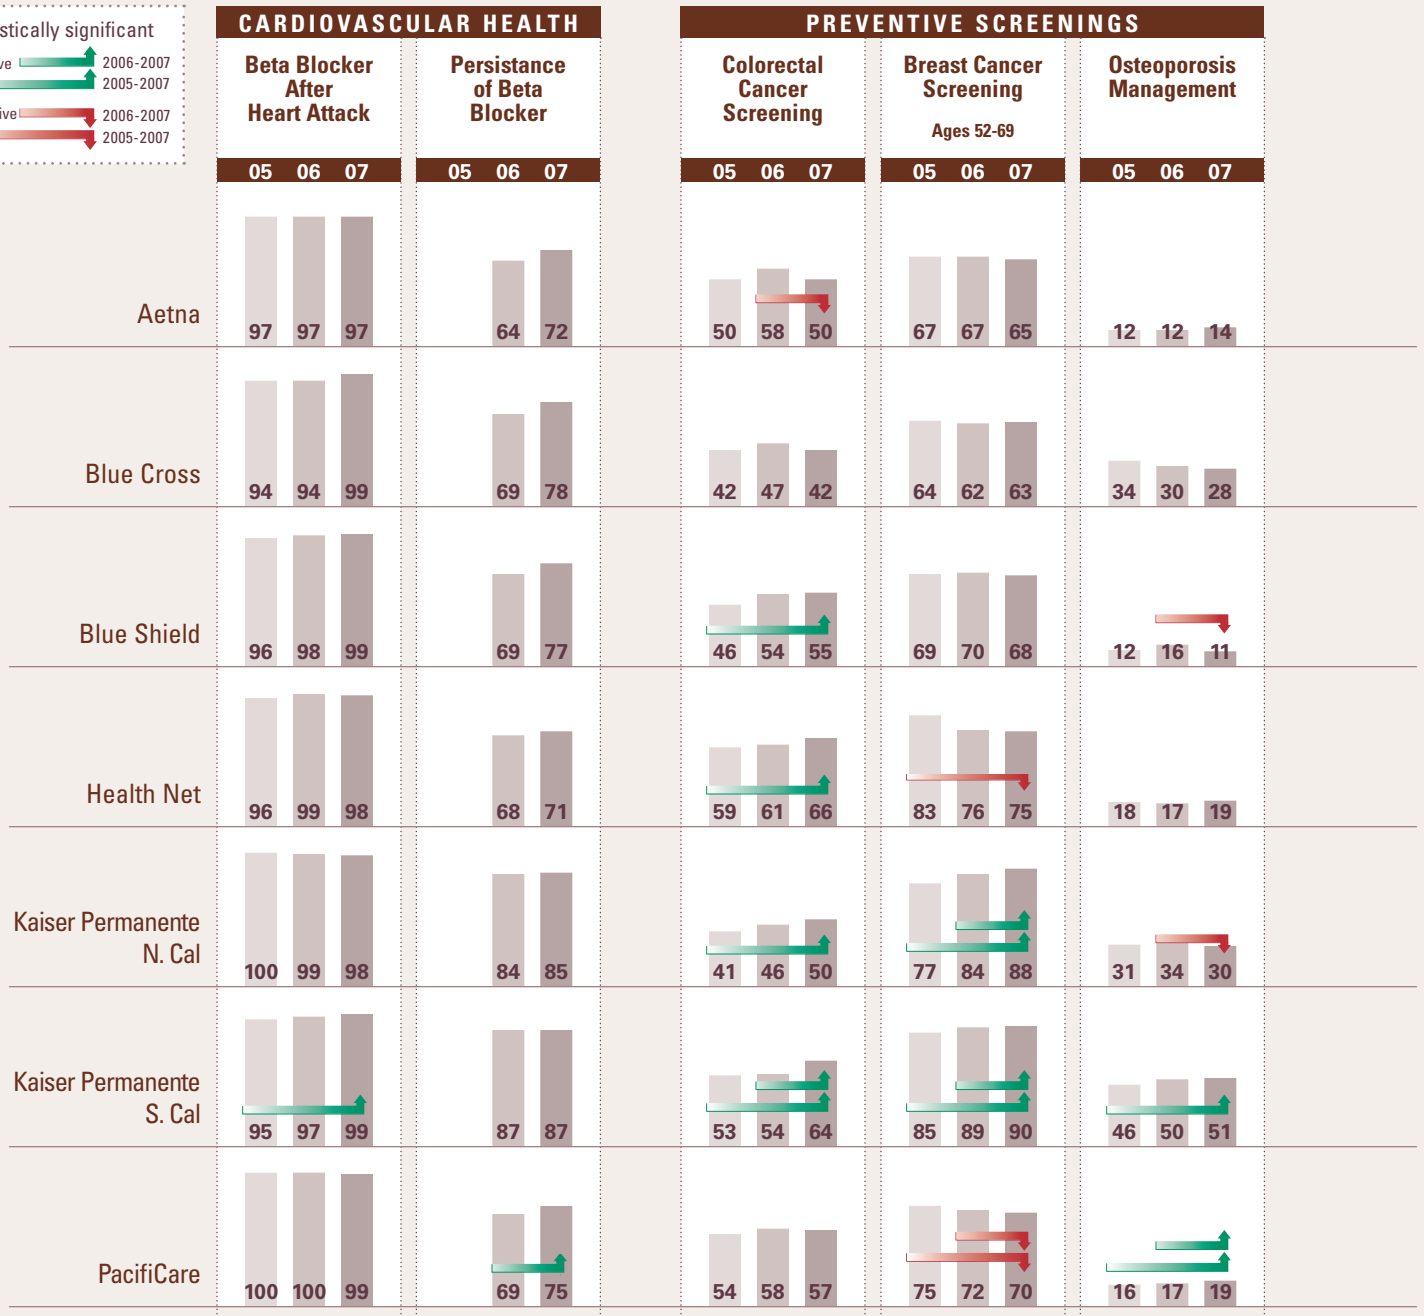 stically significant
ve 2006-2007
2005-2007
ive 2006-2007
2005-2007
CARDIOVASCULAR HEALTH
PREVENTIVE SCREENINGS
Beta Blocker
After
Heart Attack
Persistance
of Beta
Blocker
Colorectal
Cancer
Screening
Breast Cancer
Screening
Ages 52-69
Osteoporosis
Management
05 06 07 05 06 07 05 06 07 05 06 07 05 06 07
Aetna
97 97 97 64 72 50 58 50 67 67 65 12 12 14
Blue Cross
94 94 99 69 78 42 47 42 64 62 63 34 30 28
Blue Shield
96 98 99 69 77 46 54 55 69 70 68 12 16 11
Health Net
96 99 98 68 71 59 61 66 83 76 75 18 17 19
Kaiser Permanente
N. Cal
100 99 98 84 85 41 46 50 77 84 88 31 34 30
Kaiser Permanente
S. Cal
95 97 99 87 87 53 54 64 85 89 90 46 50 51
PacifiCare
100 100 99 69 75 54 58 57 75 72 70 16 17 19